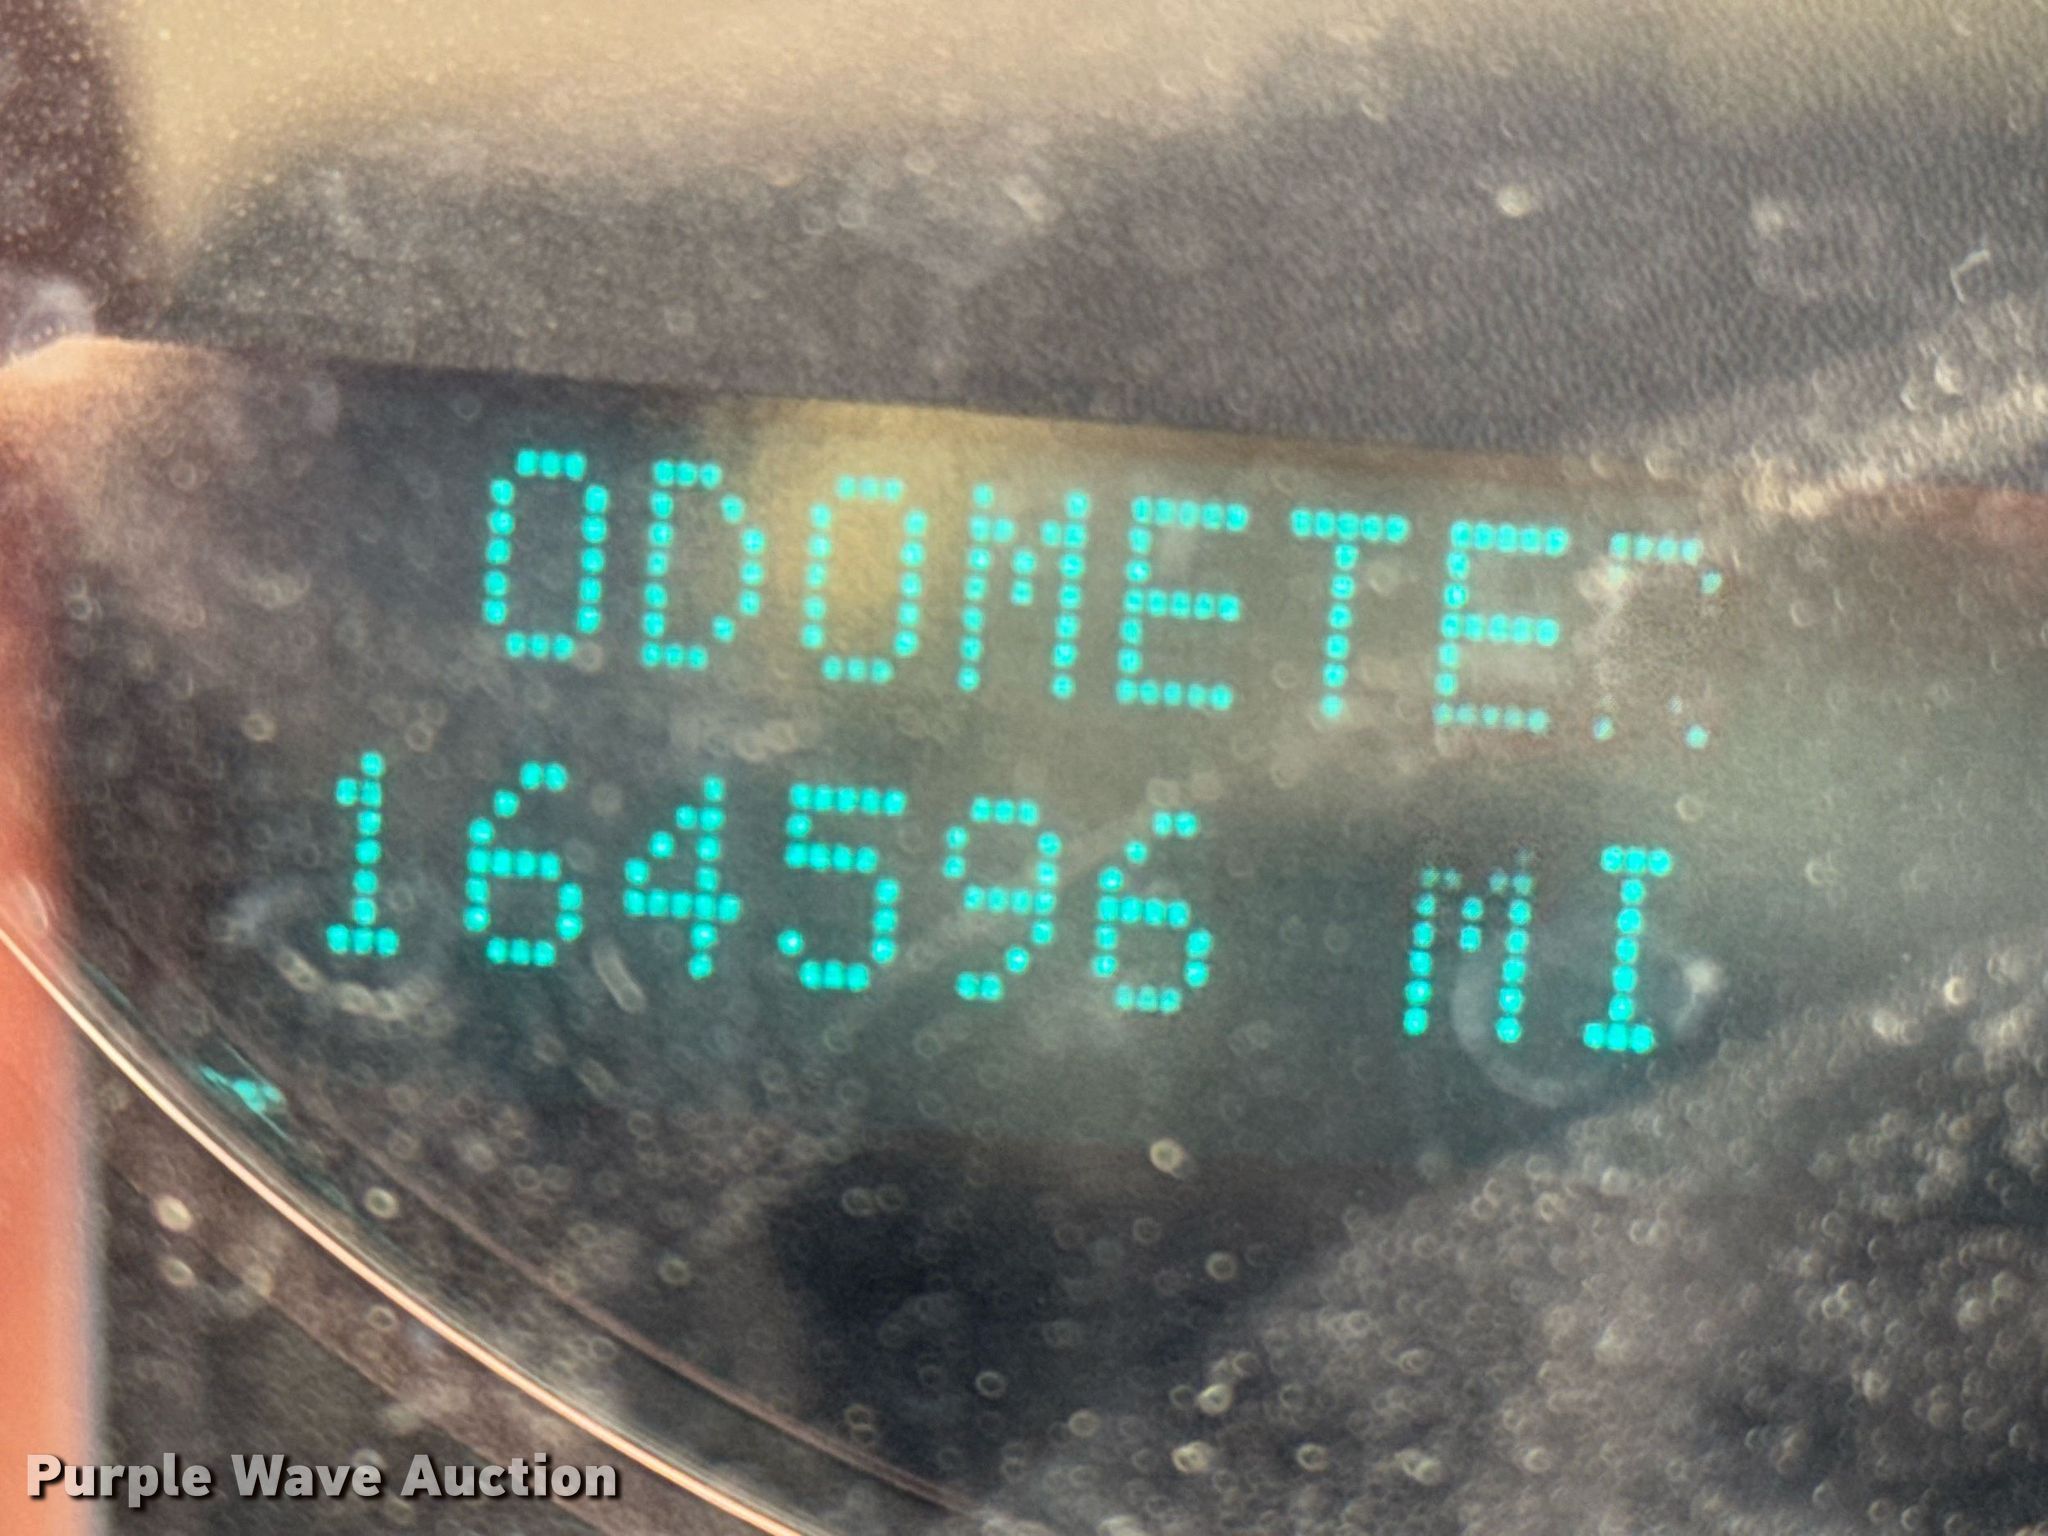 ODOMETER
164596 MI
Purple Wave Auction